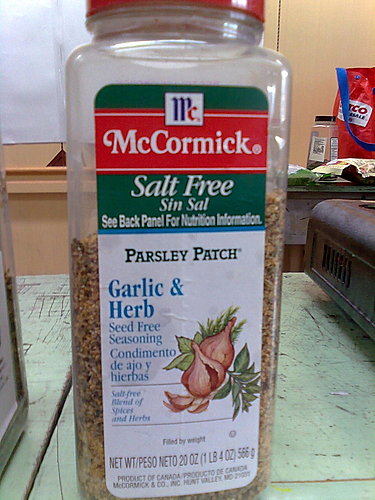 Mc
McCormick®
Salt Free
Sin Sal
See Back Panel For Nutrition Information.
PARSLEY PATCH®
Garlic &
Herb
Seed Free
Seasoning
Condimento
de ajo y
hierbas
Salt-free
Blend of
Spices
and Herbs
Filled by weight
NET WT/PESO NETO 20 OZ (1 LB 4 OZ) 566 g
PRODUCT OF CANADA/PRODUCTO DE CANADA
McCORMICK & CO., INC. HUNT VALLEY, MD 21031